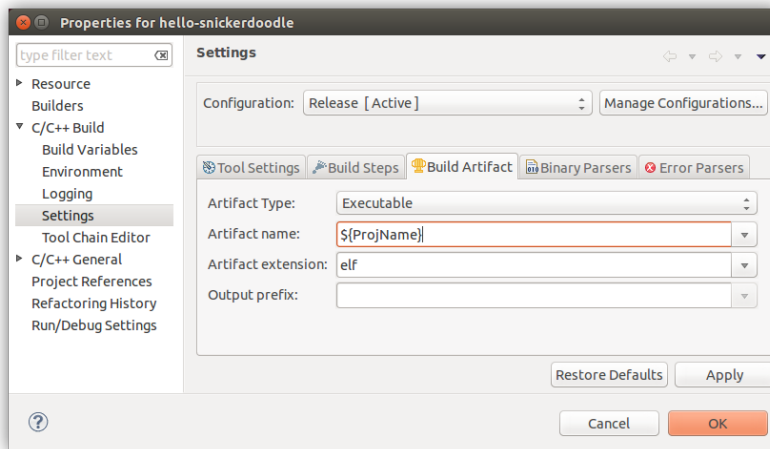 Properties for hello-snickerdoodle
type filter text
Resource
Builders
C/C++ Build
Build Variables
Environment
Logging
Settings
Tool Chain Editor
C/C++ General
Project References
Refactoring History
Run/Debug Settings
Settings
Configuration: Release [ Active ] Manage Configurations...
Tool Settings Build Steps Build Artifact Binary Parsers Error Parsers
Artifact Type: Executable
Artifact name: ${ProjName}
Artifact extension: elf
Output prefix:
Restore Defaults Apply
Cancel OK